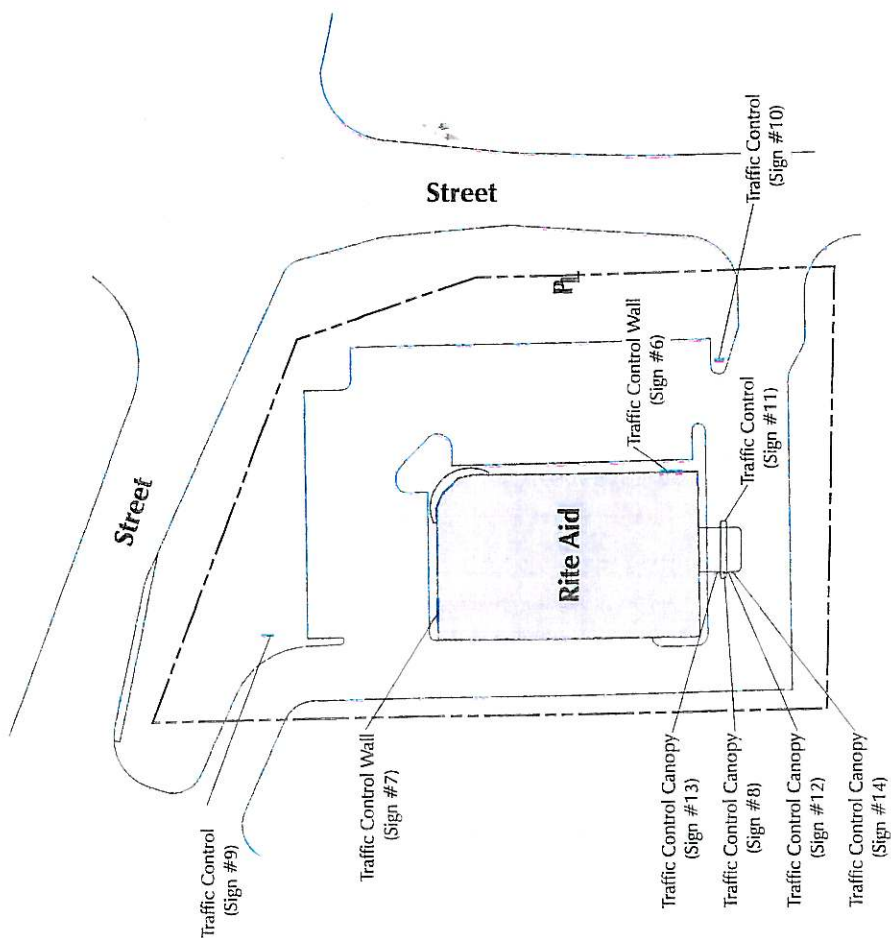 Street
Street
PL
Traffic Control
(Sign #10)
Traffic Control Wall
(Sign #6)
Traffic Control
(Sign #11)
Rite Aid
Traffic Control
(Sign #9)
Traffic Control Wall
(Sign #7)
Traffic Control Canopy
(Sign #13)
Traffic Control Canopy
(Sign #8)
Traffic Control Canopy
(Sign #12)
Traffic Control Canopy
(Sign #14)